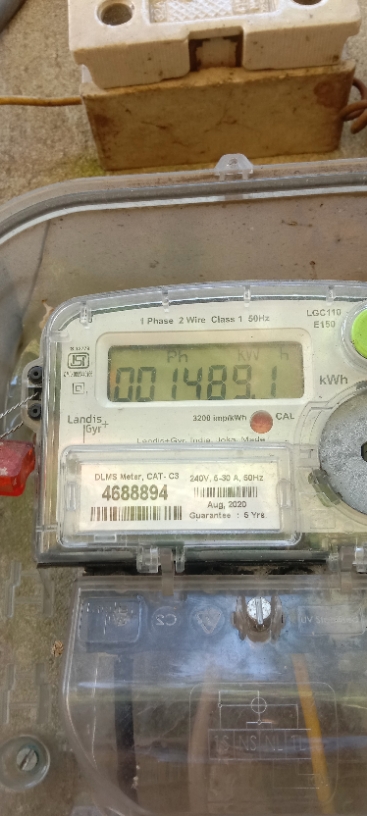 1 Phase 2 Wire Class 1 50Hz
LGC110
E150
Ph kW h
001489.1
kWh
Landis
Gyr+
3200 imp/kWh
CAL
DLMS Meter, CAT- C3
240V, 5-30 A, 50Hz
4688894
Aug, 2020
Guarantee : 5 Yrs
C2